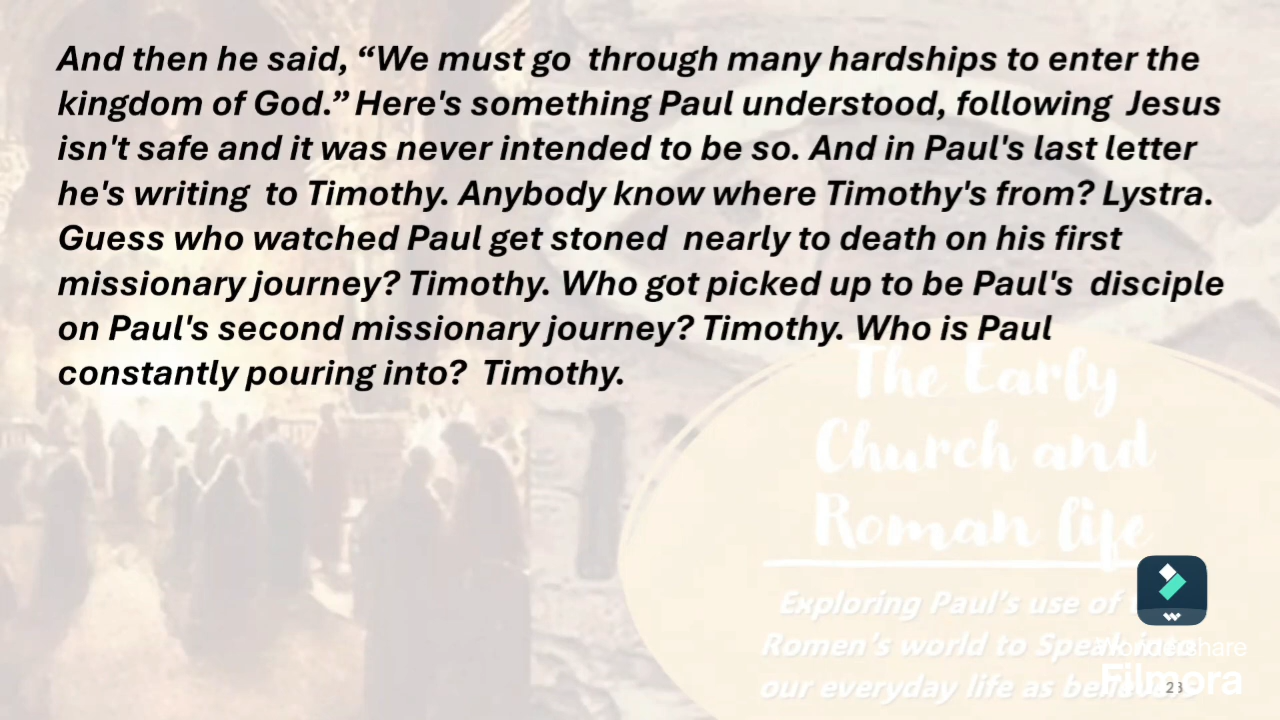 And then he said, “We must go  through many hardships to enter the
kingdom of God.” Here's something Paul understood, following  Jesus
isn't safe and it was never intended to be so. And in Paul's last letter
he's writing  to Timothy. Anybody know where Timothy's from? Lystra.
Guess who watched Paul get stoned  nearly to death on his first
missionary journey? Timothy. Who got picked up to be Paul's  disciple
on Paul's second missionary journey? Timothy. Who is Paul
constantly pouring into?  Timothy.
The Early
Church and
Roman life
Exploring Paul's use of
Romen's world to Speak into
our everyday life as believers
Wondershare
Filmora
23